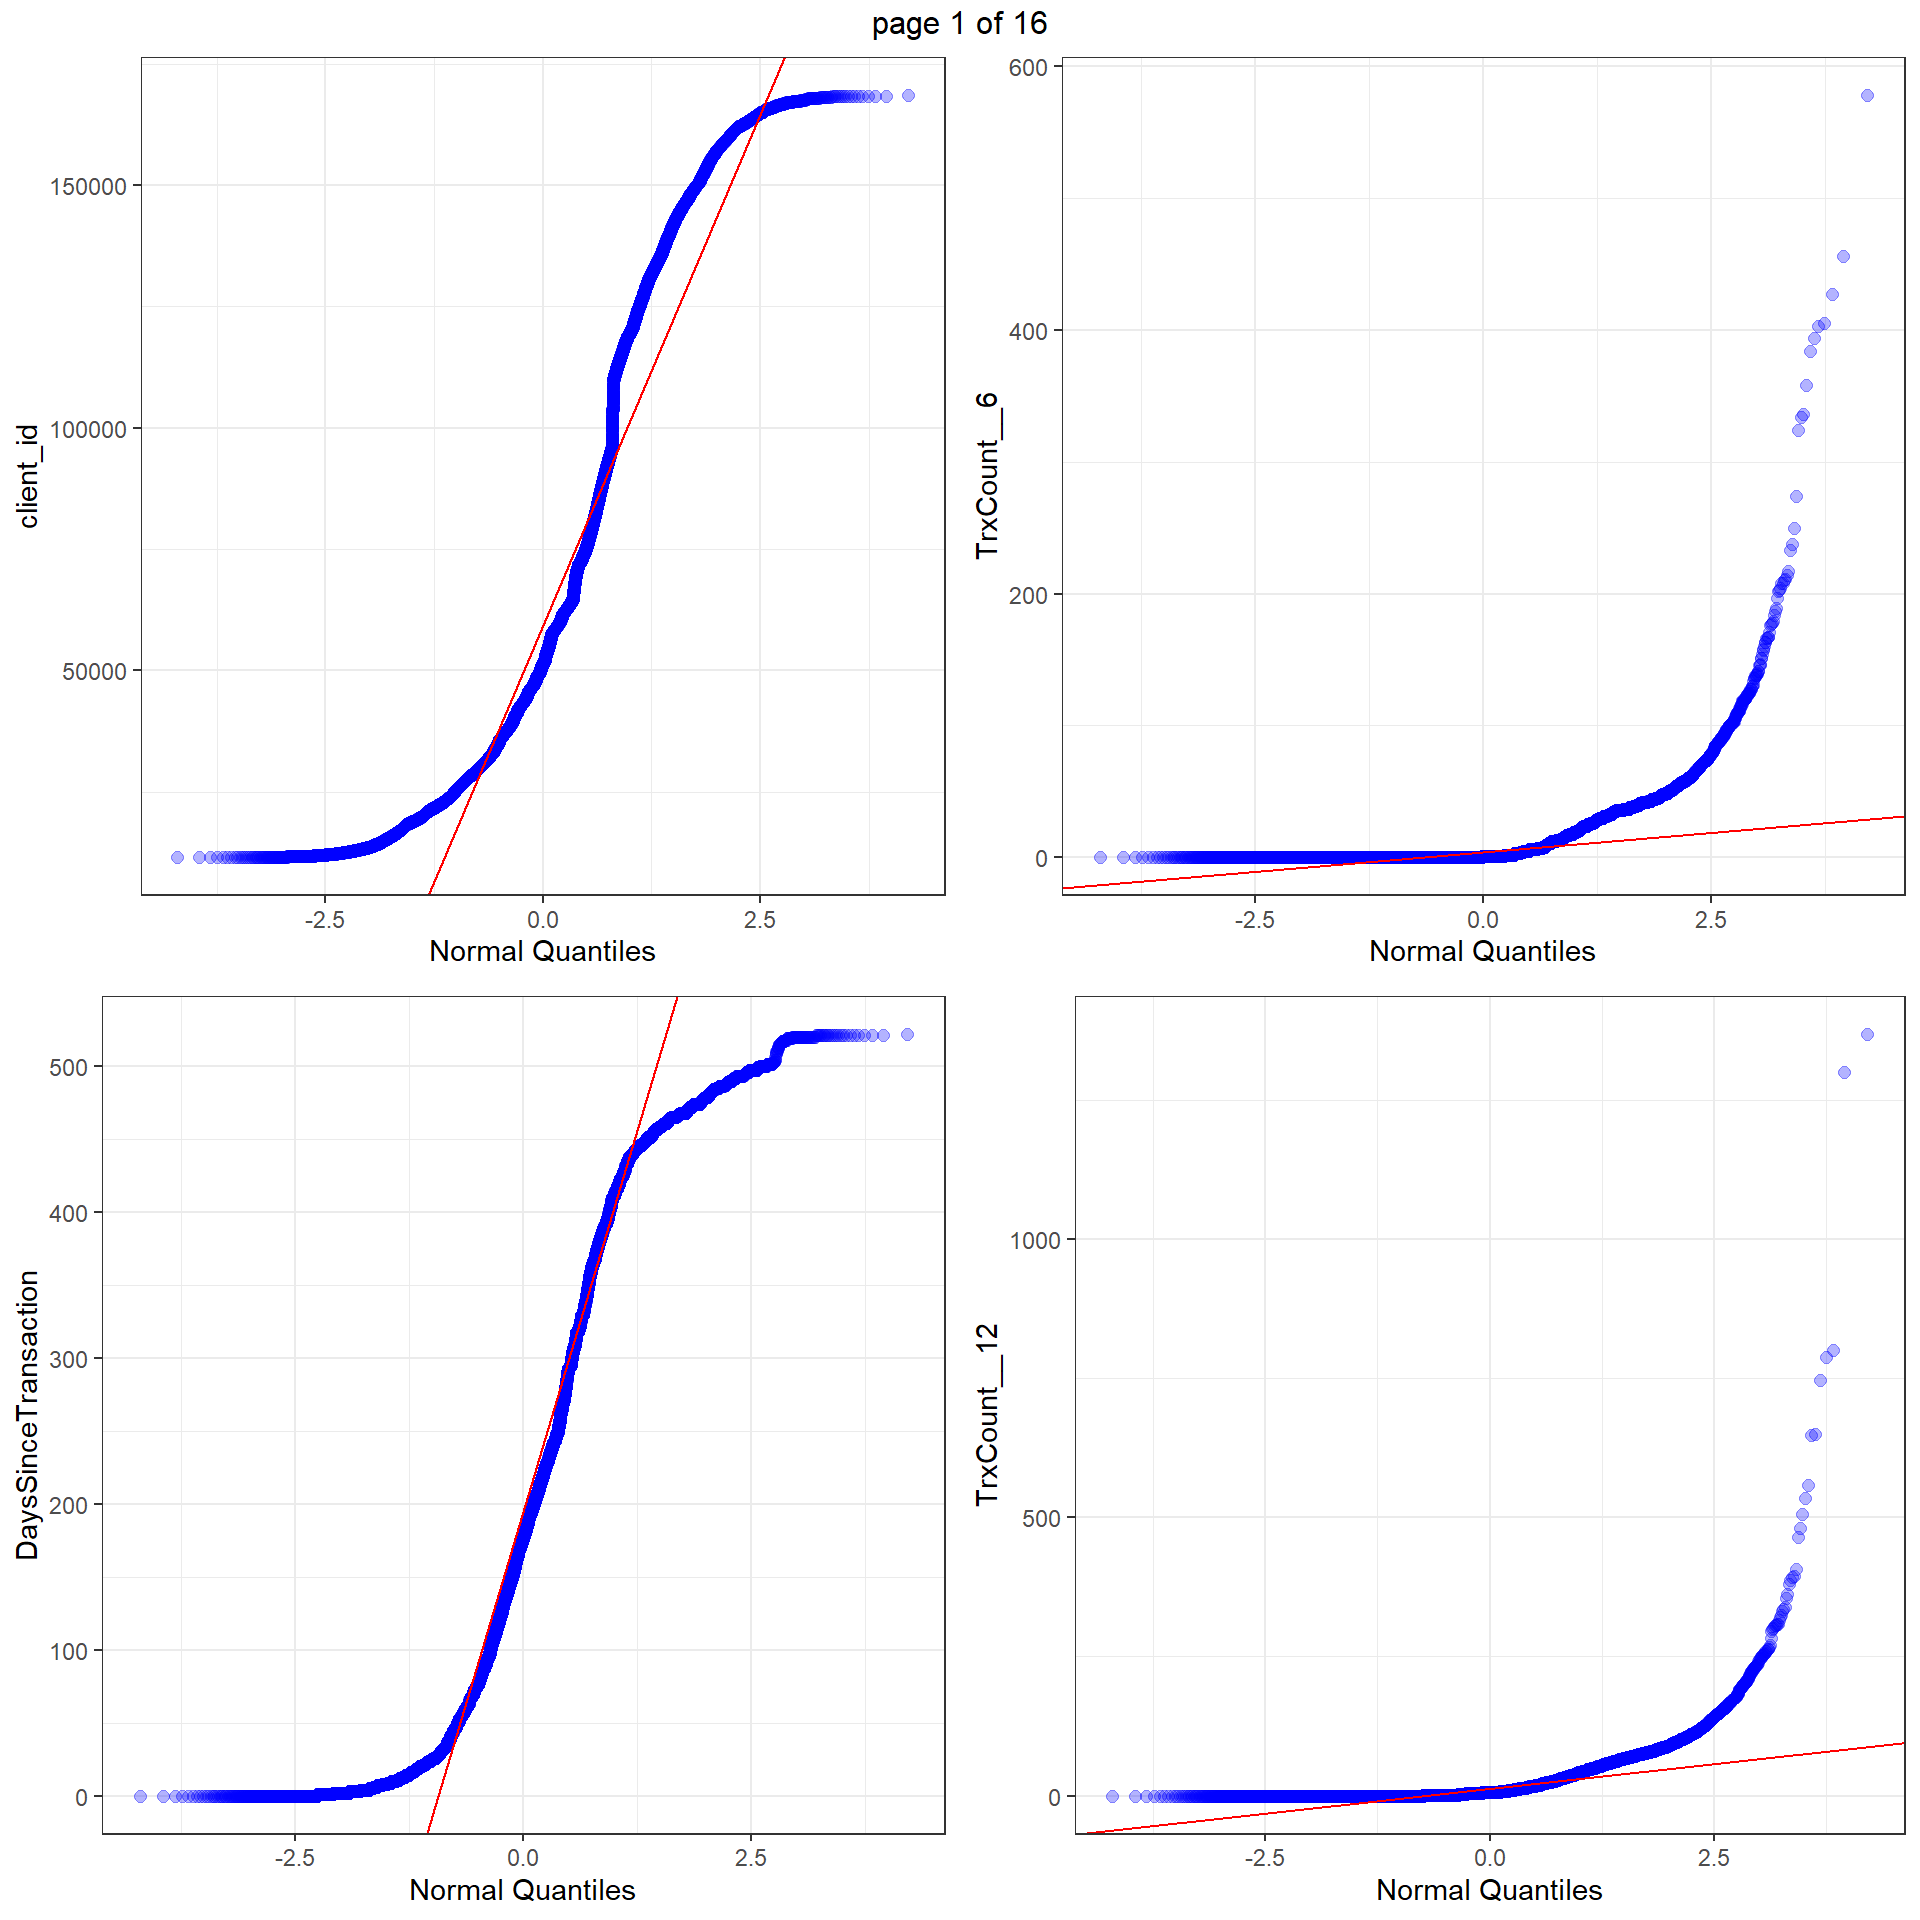 page 1 of 16
client_id
150000
100000
50000
-2.5 0.0 2.5
Normal Quantiles
TrxCount__6
600
400
200
0
-2.5 0.0 2.5
Normal Quantiles
DaysSinceTransaction
500
400
300
200
100
0
-2.5 0.0 2.5
Normal Quantiles
TrxCount__12
1000
500
0
-2.5 0.0 2.5
Normal Quantiles